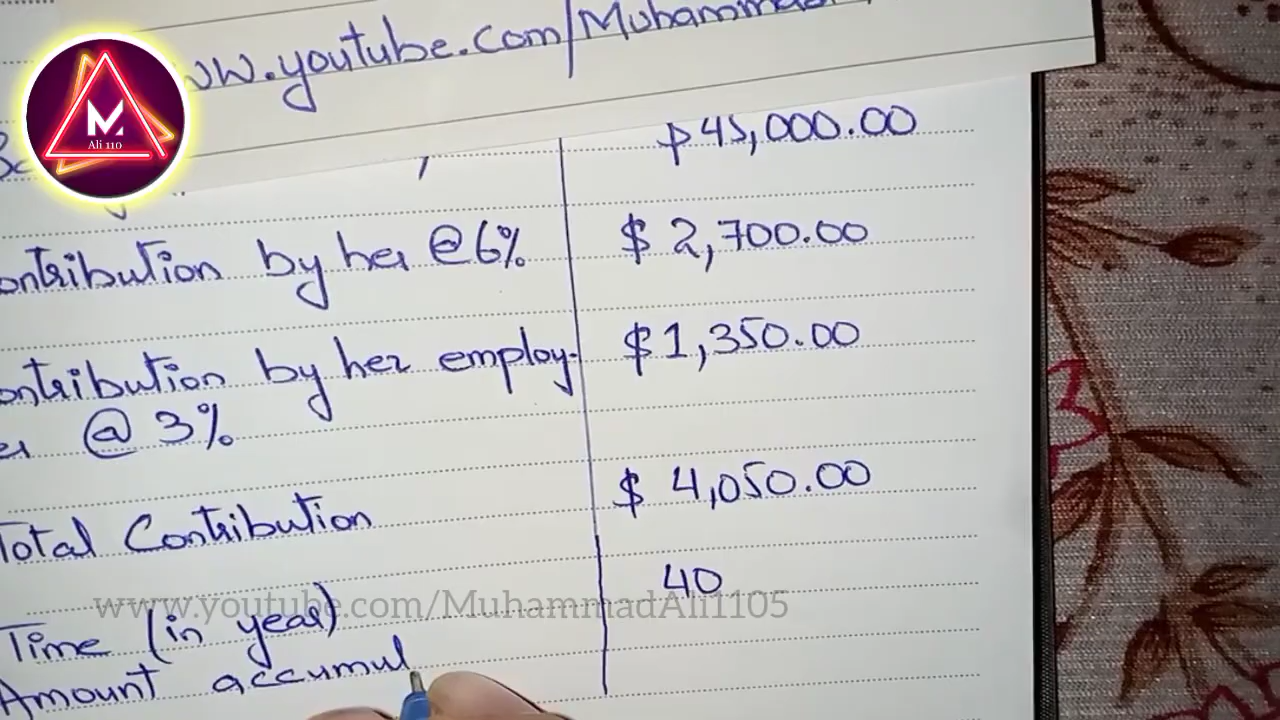 www.youtube.com/Muhammad
M
Ali 110
$45,000.00
ontribution by her @6% $ 2,700.00
ontribution by her employ- $1,350.00
er @ 3%
Total Contribution $ 4,050.00
Time (in year) 40
www.youtube.com/MuhammadAli1105
Amount accumul